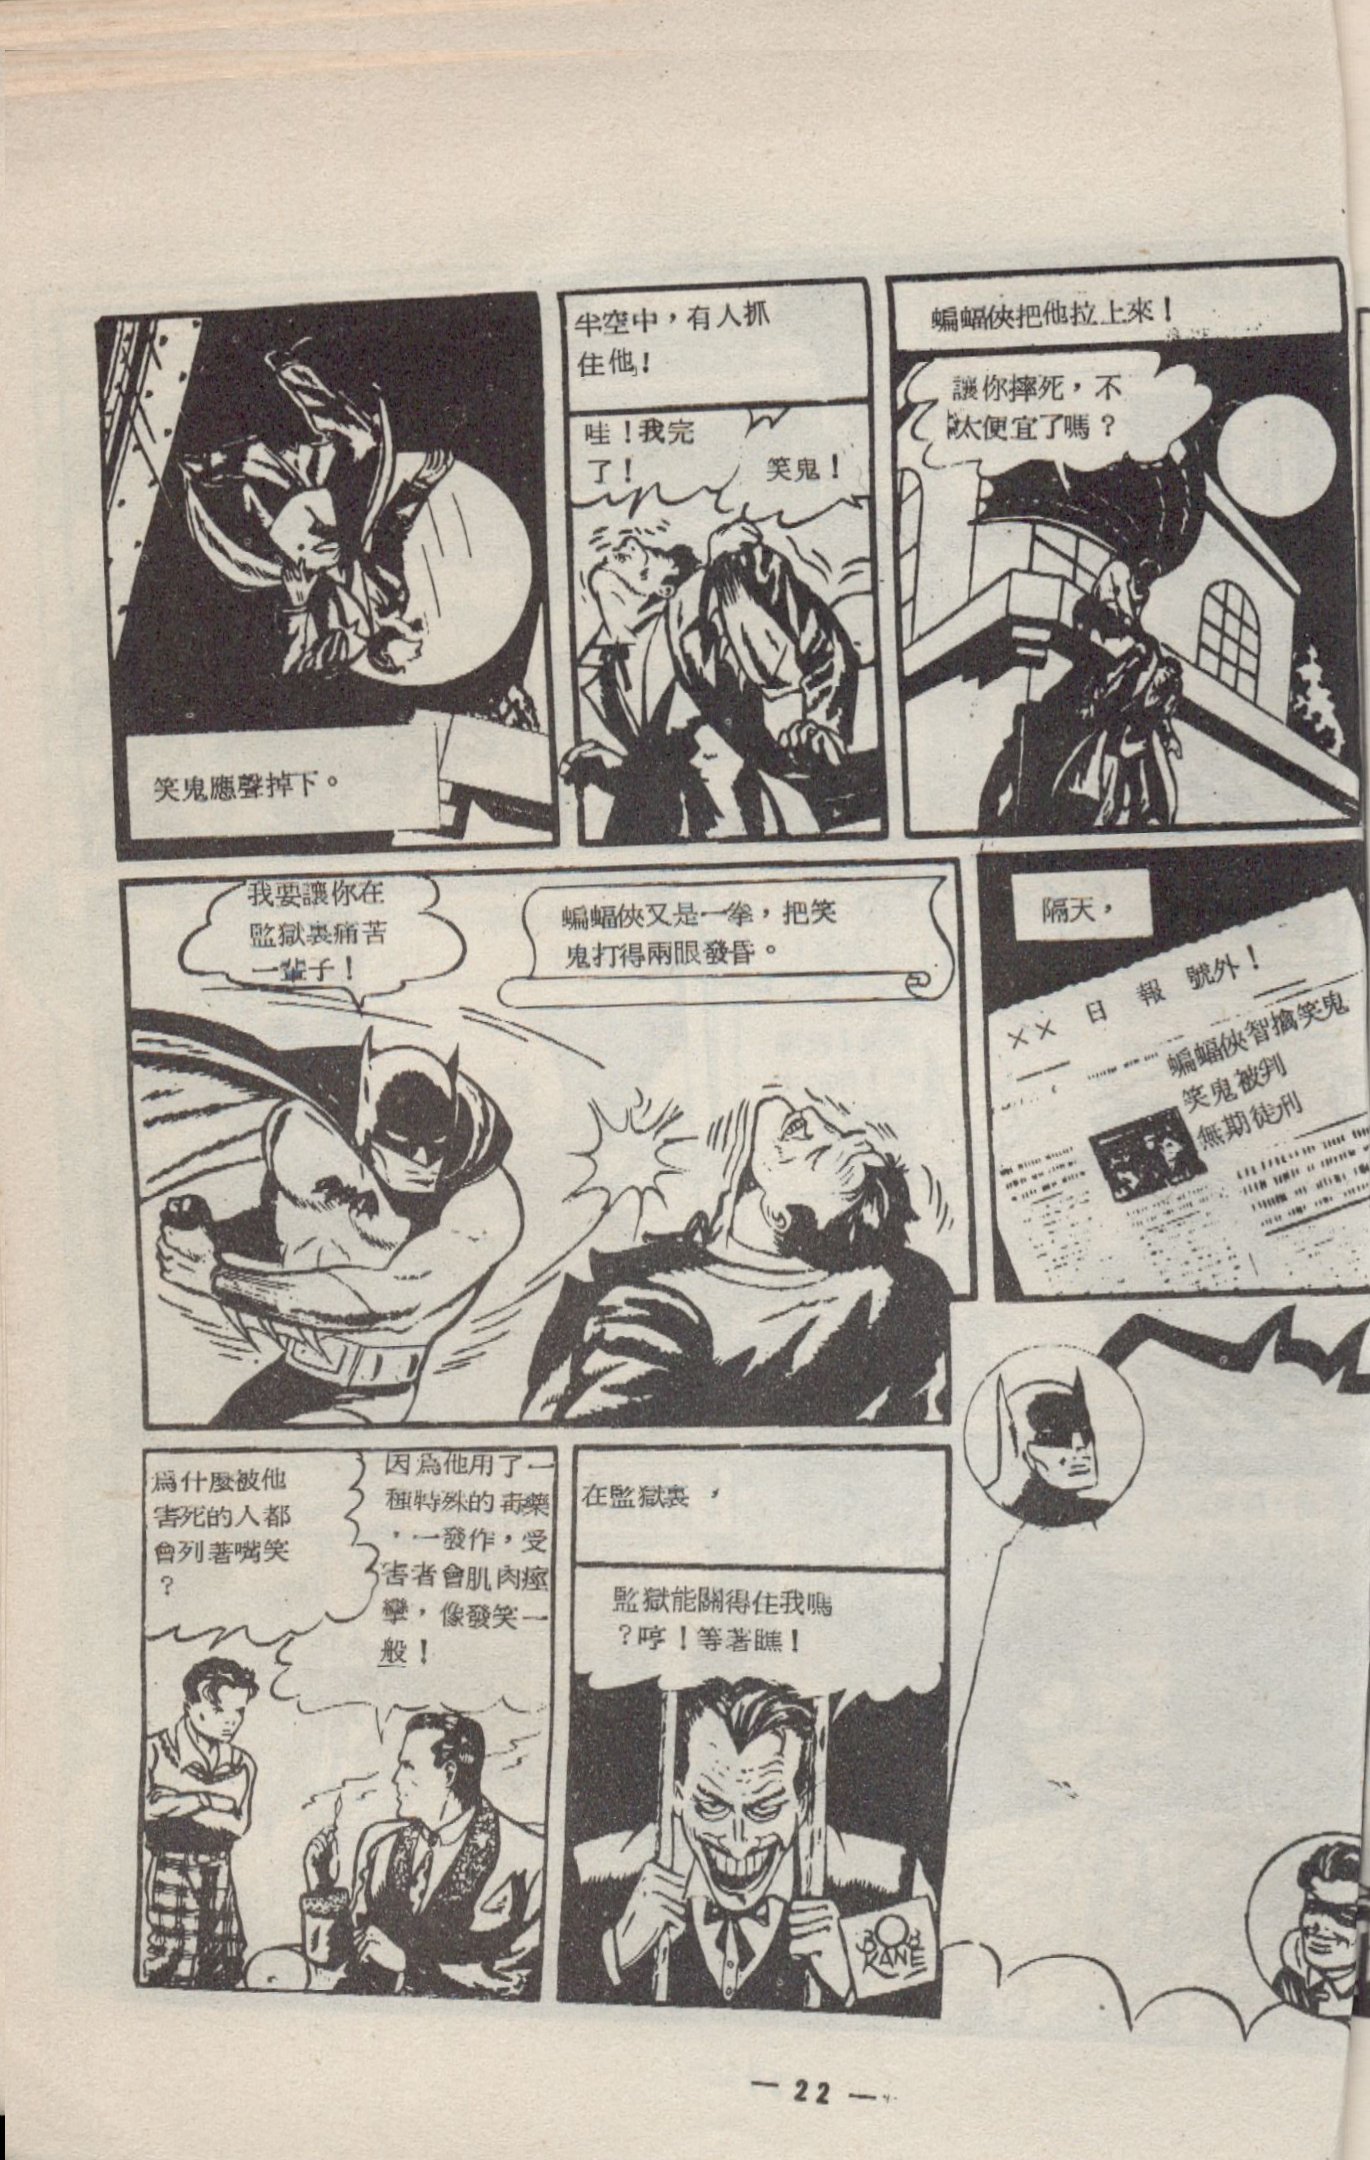 笑鬼應聲掉下。
半空中，有人抓
住他！
哇！我完
了！
笑鬼！
蝙蝠俠把他拉上來！
讓你摔死，不
太便宜了嗎？
我要讓你在
監獄裏痛苦
一輩子！
蝙蝠俠又是一拳，把笑
鬼打得兩眼發昏。
隔天，
××日報 號外！
蝙蝠俠智擒笑鬼
笑鬼被判
無期徒刑
爲什麼被他
害死的人都
會列著嘴笑
？
因爲他用了一
種特殊的毒藥
，一發作，受
害者會肌肉痙
攣，像發笑一
般！
在監獄裏，
監獄能關得住我嗎
？哼！等著瞧！
BOB
KANE
— 22 —